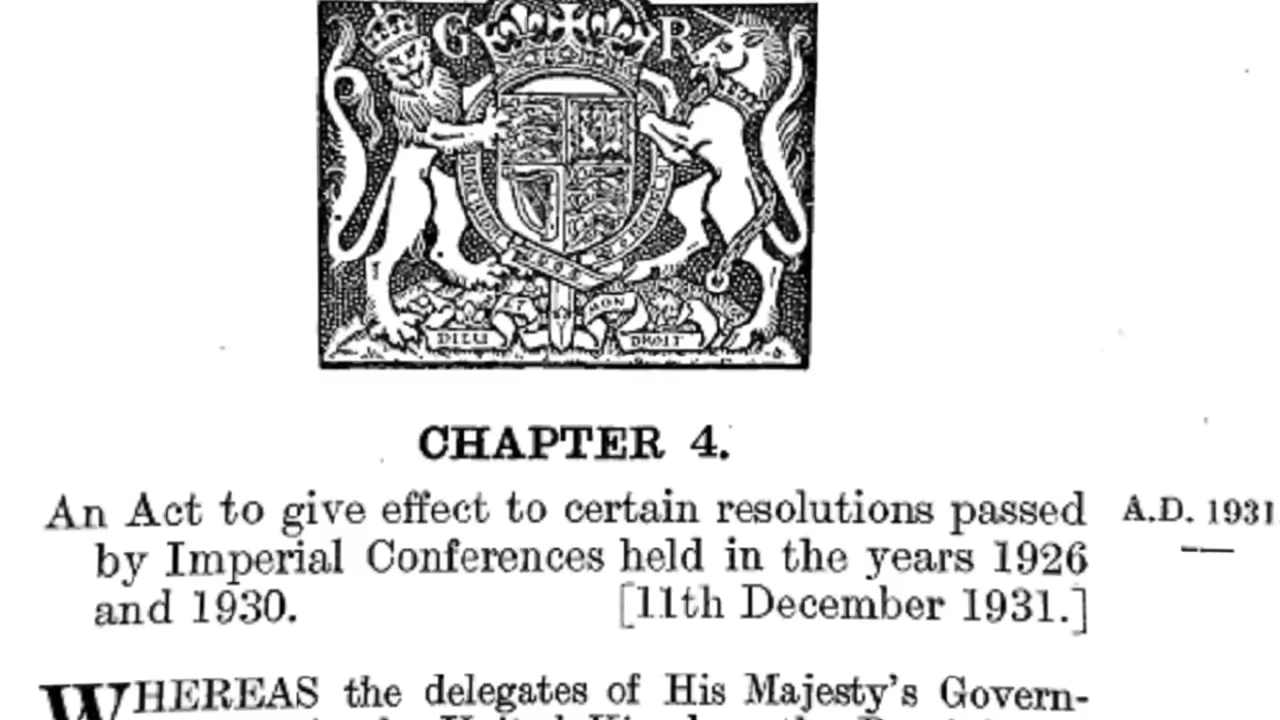 G R
DIEU ET MON DROIT
CHAPTER 4.
An Act to give effect to certain resolutions passed A.D. 1931
by Imperial Conferences held in the years 1926
and 1930. [11th December 1931.]
WHEREAS the delegates of His Majesty's Govern-